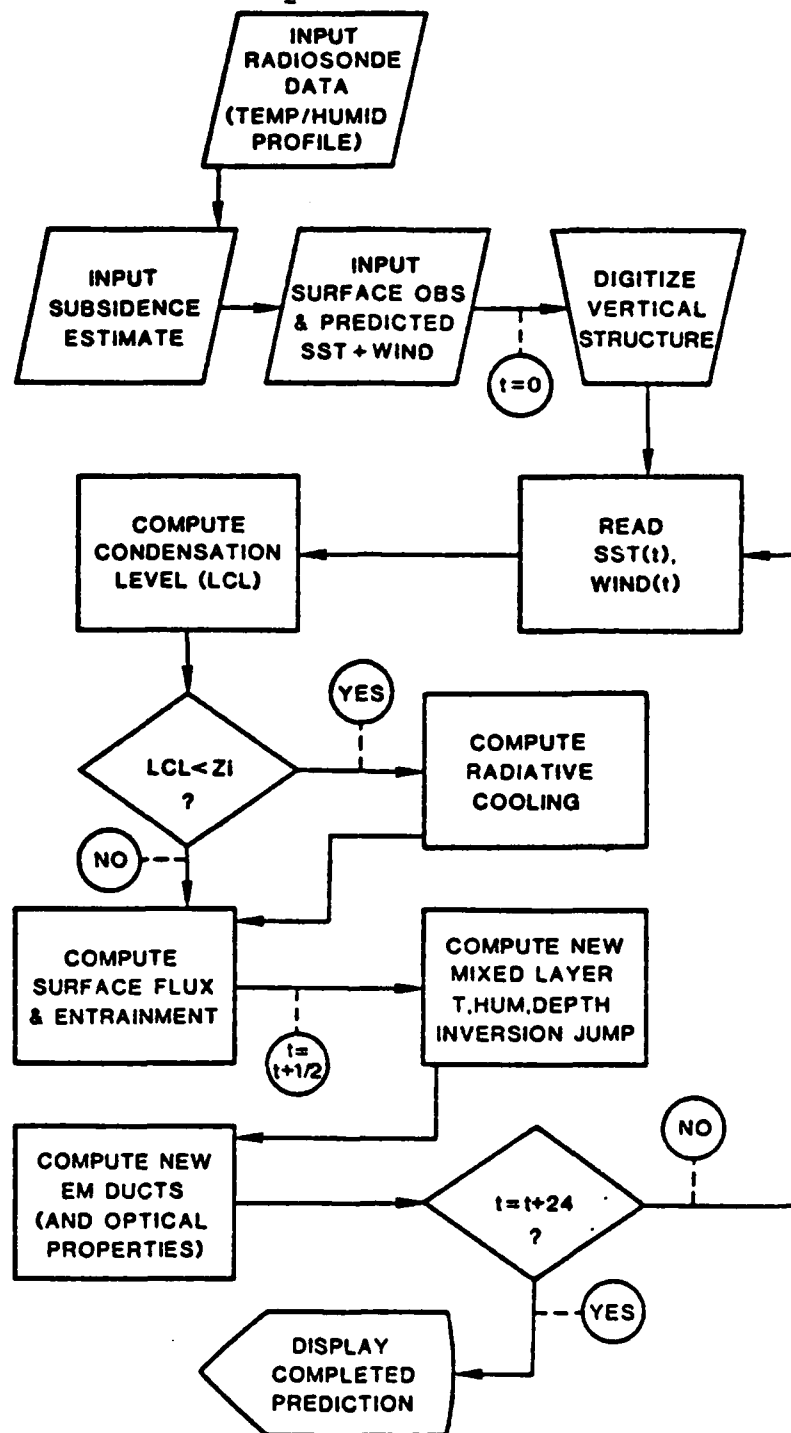 INPUT
RADIOSONDE
DATA
(TEMP/HUMID
PROFILE)
INPUT
SUBSIDENCE
ESTIMATE
INPUT
SURFACE OBS
& PREDICTED
SST + WIND
t=0
DIGITIZE
VERTICAL
STRUCTURE
READ
SST(t),
WIND(t)
COMPUTE
CONDENSATION
LEVEL (LCL)
LCL<Zi
?
YES
COMPUTE
RADIATIVE
COOLING
NO
COMPUTE
SURFACE FLUX
& ENTRAINMENT
t=
t+1/2
COMPUTE NEW
MIXED LAYER
T,HUM,DEPTH
INVERSION JUMP
COMPUTE NEW
EM DUCTS
(AND OPTICAL
PROPERTIES)
t=t+24
?
NO
YES
DISPLAY
COMPLETED
PREDICTION